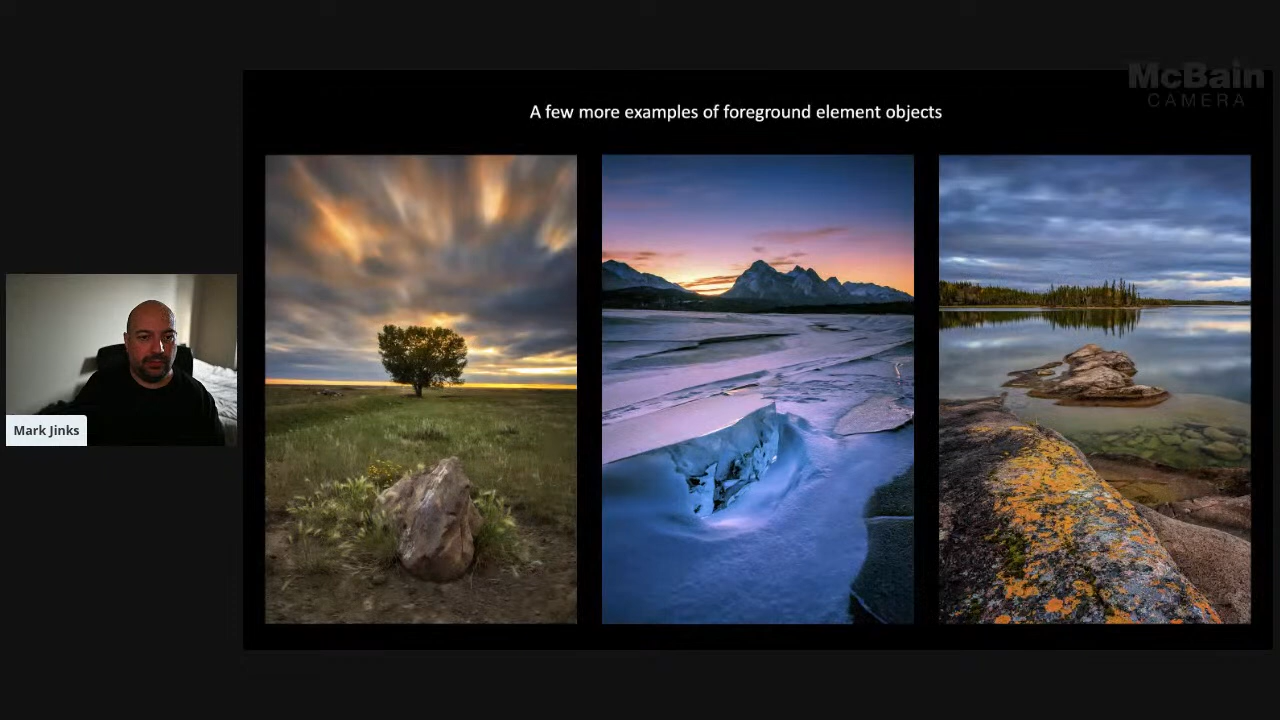 McBain
CAMERA
A few more examples of foreground element objects
Mark Jinks